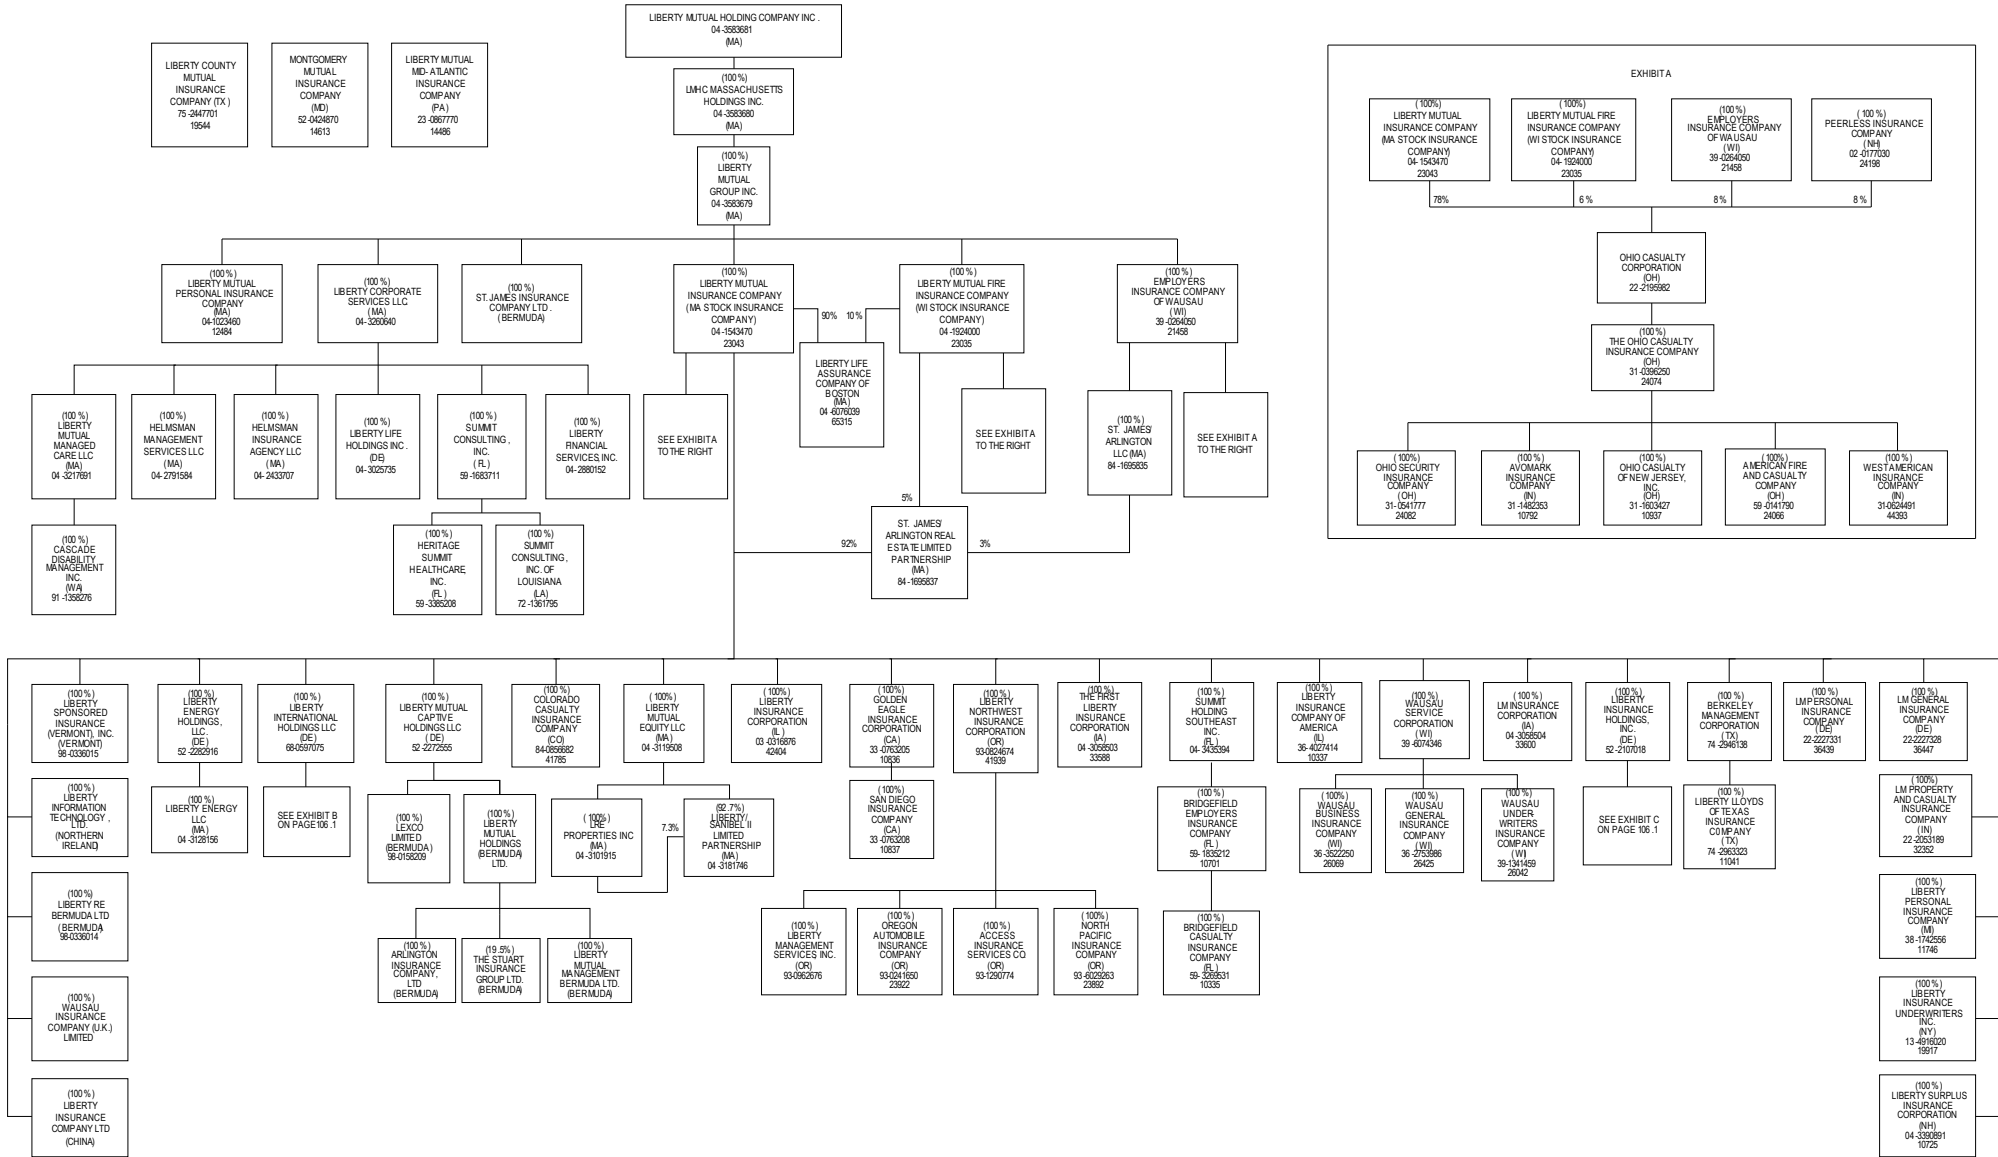 LIBERTY MUTUAL HOLDING COMPANY INC .
04 -3583681
(MA)
LIBERTY COUNTY
MUTUAL
INSURANCE
COMPANY (TX )
75 -2447701
19544
MONTGOMERY
MUTUAL
INSURANCE
COMPANY
(MD)
52 -0424870
14613
LIBERTY MUTUAL
MID- ATLANTIC
INSURANCE
COMPANY
(PA )
23 -0867770
14486
(100 %)
LMHC MASSACHUSETTS
HOLDINGS INC.
04 -3583680
(MA)
(100 %)
LIBERTY
MUTUAL
GROUP INC.
04 -3583679
(MA)
EXHIBIT A
( 100%)
LIBERTY MUTUAL
INSURANCE COMPANY
(MA STOCK INSURANCE
COMPANY)
04- 1543470
23043
( 100%)
LIBERTY MUTUAL FIRE
INSURANCE COMPANY
(WI STOCK INSURANCE
COMPANY)
04- 1924000
23035
(100 %)
EMPLOYERS
INSURANCE COMPANY
OF WAUSAU
( WI)
39 -0264050
21458
( 100 %)
PEERLESS INSURANCE
COMPANY
( NH)
02 -0177030
24198
78%
6 %
8 %
8 %
OHIO CASUALTY
CORPORATION
(OH)
22 -2195982
(100 %)
THE OHIO CASUALTY
INSURANCE COMPANY
(OH)
31 -0396250
24074
(100%)
OHIO SECURITY
INSURANCE
COMPANY
( OH)
31- 0541777
24082
(100 %)
AVOMARK
INSURANCE
COMPANY
(IN)
31 -1482353
10792
(100 %)
OHIO CASUALTY
OF NEW JERSEY,
INC.
(OH)
31 -1603427
10937
( 100%)
AMERICAN FIRE
AND CASUALTY
COMPANY
(OH)
59 -0141790
24066
(100 %)
WEST AMERICAN
INSURANCE
COMPANY
(IN)
31-0624491
44393
(100 %)
LIBERTY MUTUAL
PERSONAL INSURANCE
COMPANY
(MA)
04-1023460
12484
(100 %)
LIBERTY CORPORATE
SERVICES LLC
( MA)
04- 3260640
(100 %)
ST. JAMES INSURANCE
COMPANY LTD .
( BERMUDA)
(100 %)
LIBERTY MUTUAL
INSURANCE COMPANY
( MA STOCK INSURANCE
COMPANY)
04 -1543470
23043
90%
10 %
(100 %)
LIBERTY MUTUAL FIRE
INSURANCE COMPANY
(WI STOCK INSURANCE
COMPANY)
04 -1924000
23035
(100 %)
EMPLOYERS
INSURANCE COMPANY
OF WAUSAU
( WI)
39 -0264050
21458
LIBERTY LIFE
ASSURANCE
COMPANY OF
BOSTON
(MA)
04 -6076039
65315
(100 %)
LIBERTY
MUTUAL
MANAGED
CARE LLC
(MA)
04 -3217691
(100 %)
HELMSMAN
MANAGEMENT
SERVICES LLC
( MA)
04- 2791584
(100 %)
HELMSMAN
INSURANCE
AGENCY LLC
( MA)
04- 2433707
(100 %)
LIBERTY LIFE
HOLDINGS INC .
(DE)
04 - 3025735
(100 %)
SUMMIT
CONSULTING ,
INC.
( FL)
59 -1683711
(100 %)
LIBERTY
FINANCIAL
SERVICES, INC.
04 -2880152
SEE EXHIBIT A
TO THE RIGHT
SEE EXHIBIT A
TO THE RIGHT
(100 %)
ST. JAMES/
ARLINGTON
LLC (MA)
84 -1695835
SEE EXHIBIT A
TO THE RIGHT
5%
92%
ST. JAMES/
ARLINGTON REAL
ESTATE LIMITED
PARTNERSHIP
(MA)
84 -1695837
3%
(100 %)
CASCADE
DISABILITY
MANAGEMENT
INC.
(WA)
91 -1358276
(100 %)
HERITAGE
SUMMIT
HEALTHCARE,
INC.
(FL )
59 -3385208
(100 %)
SUMMIT
CONSULTING ,
INC. OF
LOUISIANA
(LA)
72 -1361795
(100 %)
LIBERTY
SPONSORED
INSURANCE
(VERMONT), INC.
(VERMONT)
98-0336015
(100 %)
LIBERTY
ENERGY
HOLDINGS,
LLC.
(DE)
52 -2282916
(100 %)
LIBERTY
INTERNATIONAL
HOLDINGS LLC
(DE)
68-0597075
(100 %)
LIBERTY MUTUAL
CAPTIVE
HOLDINGS LLC
( DE)
52 -2272555
(100 %)
COLORADO
CASUALTY
INSURANCE
COMPANY
(CO)
84-0856682
41785
(100%)
LIBERTY
MUTUAL
EQUITY LLC
(MA)
04 -3119508
( 100%)
LIBERTY
INSURANCE
CORPORATION
(IL )
03 -0316876
42404
(100%)
GOLDEN
EAGLE
INSURANCE
CORPORATION
(CA)
33 -0763205
10836
(100 %)
LIBERTY
NORTHWEST
INSURANCE
CORPORATION
(OR)
93-0824674
41939
(100 %)
THE FIRST
LIBERTY
INSURANCE
CORPORATION
(IA)
04 -3058503
33588
(100 %)
SUMMIT
HOLDING
SOUTHEAST
INC.
( FL)
04- 3435394
(100 %)
LIBERTY
INSURANCE
COMPANY OF
AMERICA
(IL)
36- 4027414
10337
(100 %)
WAUSAU
SERVICE
CORPORATION
( WI)
39 -6074346
(100 %)
LM INSURANCE
CORPORATION
(IA)
04 -3058504
33600
(100 %)
LIBERTY
INSURANCE
HOLDINGS,
INC.
(DE)
52 -2107018
(100 %)
BERKELEY
MANAGEMENT
CORPORATION
( TX)
74 -2946138
(100 %)
LM PERSONAL
INSURANCE
COMPANY
( DE)
22-2227331
36439
(100 %)
LM GENERAL
INSURANCE
COMPANY
(DE)
22-2227328
36447
(100 %)
LIBERTY
INFORMATION
TECHNOLOGY ,
LTD.
(NORTHERN
IRELAND)
(100 %)
LIBERTY ENERGY
LLC
(MA)
04 -3128156
SEE EXHIBIT B
ON PAGE 106 .1
(100 %)
LEXCO
LIMITED
(BERMUDA)
98-0158209
(100 %)
LIBERTY
MUTUAL
HOLDINGS
(BERMUDA)
LTD.
( 100%)
LRE
PROPERTIES INC
(MA)
04 -3101915
7.3%
(92 .7%)
LIBERTY/
SANIBEL II
LIMITED
PARTNERSHIP
(MA)
04 -3181746
(100%)
SAN DIEGO
INSURANCE
COMPANY
(CA)
33 -0763208
10837
(100 %)
BRIDGEFIELD
EMPLOYERS
INSURANCE
COMPANY
(FL )
59- 1835212
10701
( 100%)
WAUSAU
BUSINESS
INSURANCE
COMPANY
(WI)
36 -3522250
26069
(100 %)
WAUSAU
GENERAL
INSURANCE
COMPANY
( WI)
36 -2753986
26425
(100 %)
WAUSAU
UNDER-
WRITERS
INSURANCE
COMPANY
( WI)
39-1341459
26042
SEE EXHIBIT C
ON PAGE 106 .1
(100 %)
LIBERTY LLOYDS
OF TEXAS
INSURANCE
COMPANY
( TX)
74 -2963323
11041
( 100%)
LM PROPERTY
AND CASUALTY
INSURANCE
COMPANY
( IN)
22 -2053189
32352
(100 %)
LIBERTY RE
BERMUDA LTD
( BERMUDA)
98-0336014
(100 %)
ARLINGTON
INSURANCE
COMPANY,
LTD
(BERMUDA)
(19 .5%)
THE STUART
INSURANCE
GROUP LTD.
(BERMUDA)
(100 %)
LIBERTY
MUTUAL
MANAGEMENT
BERMUDA LTD.
(BERMUDA)
(100 %)
LIBERTY
MANAGEMENT
SERVICES INC.
(OR)
93-0962676
(100 %)
OREGON
AUTOMOBILE
INSURANCE
COMPANY
(OR)
93-0241650
23922
(100 %)
ACCESS
INSURANCE
SERVICES CO.
(OR)
93-1290774
( 100%)
NORTH
PACIFIC
INSURANCE
COMPANY
(OR)
93 -6029263
23892
(100 %)
BRIDGEFIELD
CASUALTY
INSURANCE
COMPANY
(FL )
59- 3269531
10335
(100 %)
LIBERTY
PERSONAL
INSURANCE
COMPANY
(MI)
38 -1742556
11746
(100 %)
WAUSAU
INSURANCE
COMPANY (U.K.)
LIMITED
(100 %)
LIBERTY
INSURANCE
UNDERWRITERS
INC.
(NY)
13 -4916020
19917
(100 %)
LIBERTY
INSURANCE
COMPANY LTD
(CHINA)
(100 %)
LIBERTY SURPLUS
INSURANCE
CORPORATION
(NH)
04 -3390891
10725